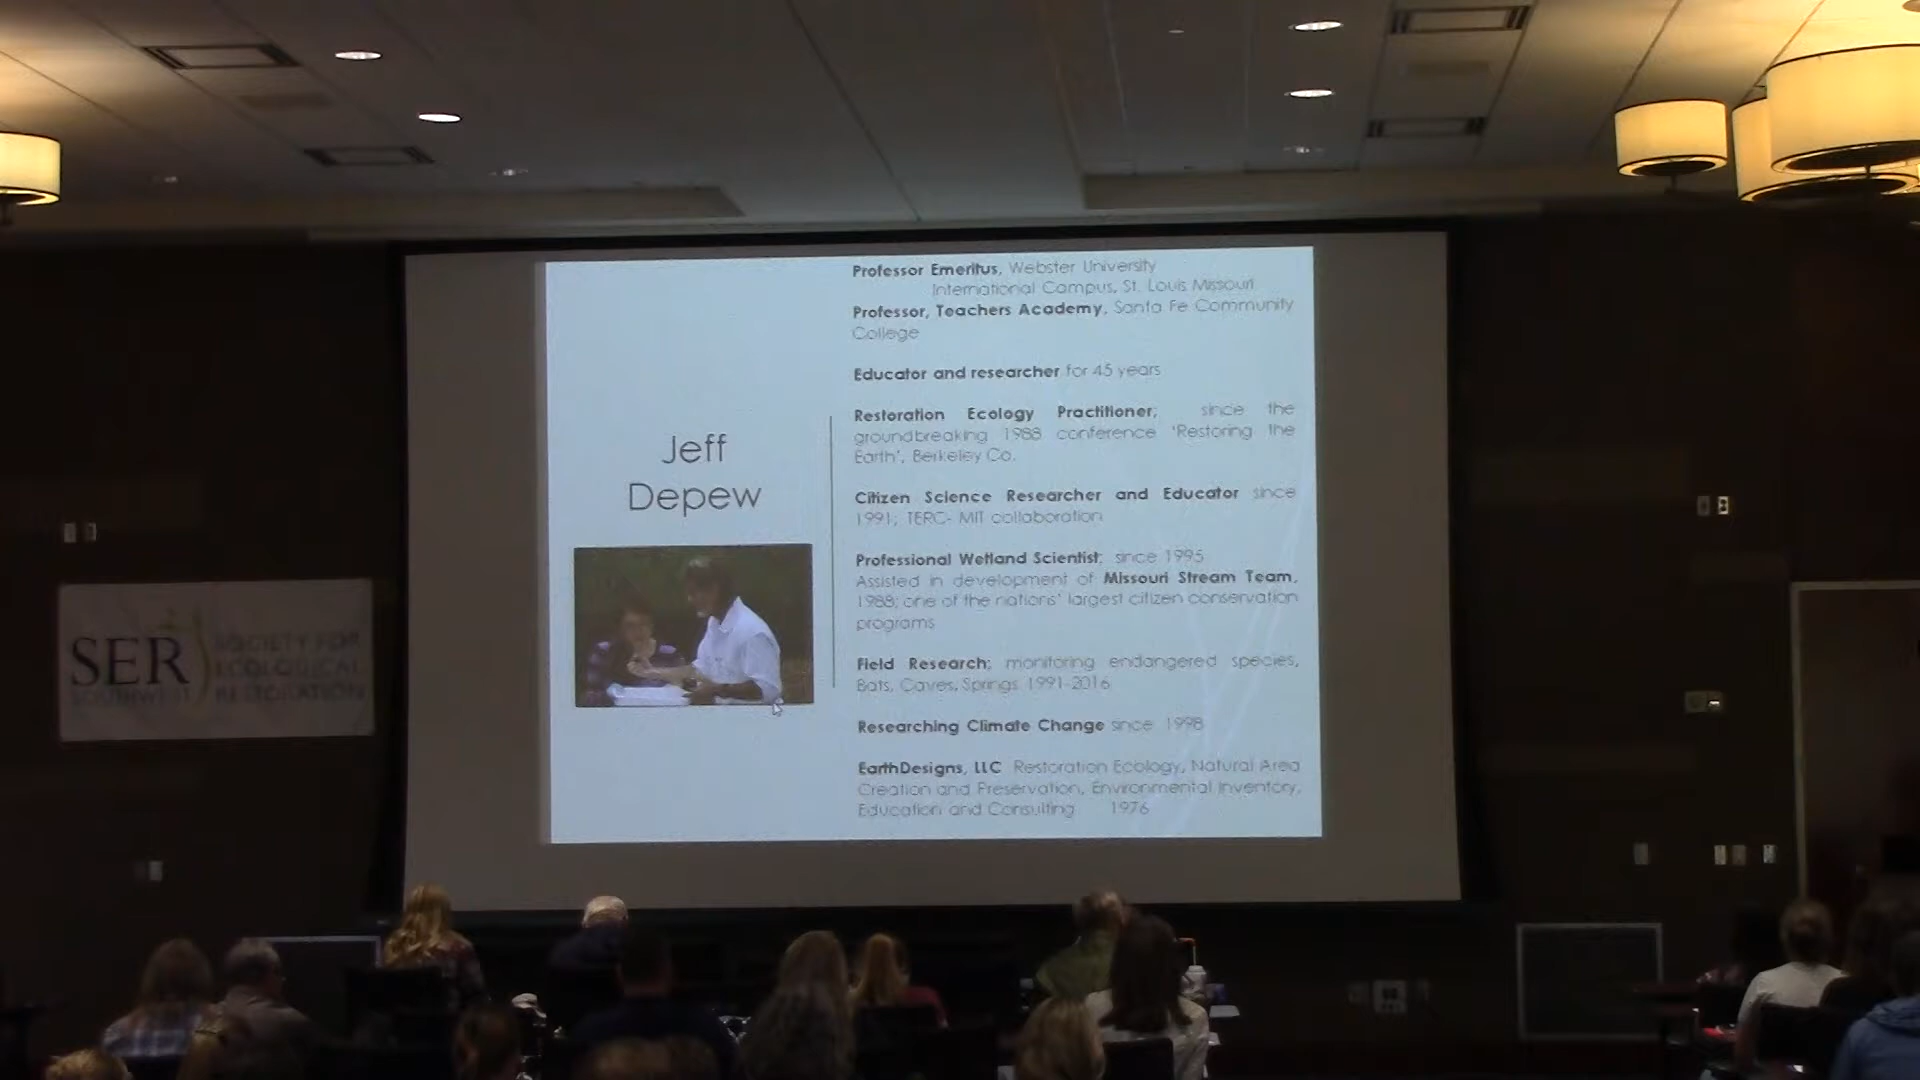 Professor Emeritus, Webster University
International Campus, St. Louis Missouri
Professor, Teachers Academy, Santa Fe Community
College
Educator and researcher for 45 years
Restoration Ecology Practitioner; since the
groundbreaking 1988 conference 'Restoring the
Earth', Berkeley Ca.
Citizen Science Researcher and Educator since
1991; TERC- MIT collaboration
Professional Wetland Scientist; since 1995
Assisted in development of Missouri Stream Team,
1988; one of the nations' largest citizen conservation
programs
Field Research; monitoring endangered species,
Bats, Caves, Springs 1991-2016
Researching Climate Change since 1998
EarthDesigns, LLC Restoration Ecology, Natural Area
Creation and Preservation, Environmental Inventory,
Education and Consulting 1976
Jeff
Depew
SER
SOUTHWEST
SOCIETY FOR
ECOLOGICAL
RESTORATION